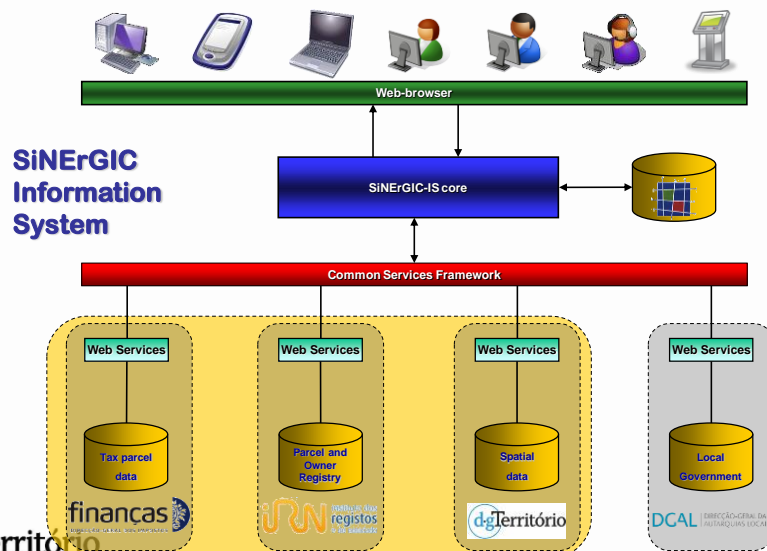 Web-browser
SiNErGIC
Information
System
SiNErGIC-IS core
Common Services Framework
Web Services
Web Services
Web Services
Web Services
Tax parcel
data
Parcel and
Owner
Registry
Spatial
data
Local
Government
finanças
irn
registos
dgTerritório
DGAL
DIRECÇÃO-GERAL DAS
AUTARQUIAS LOCAI
rritório